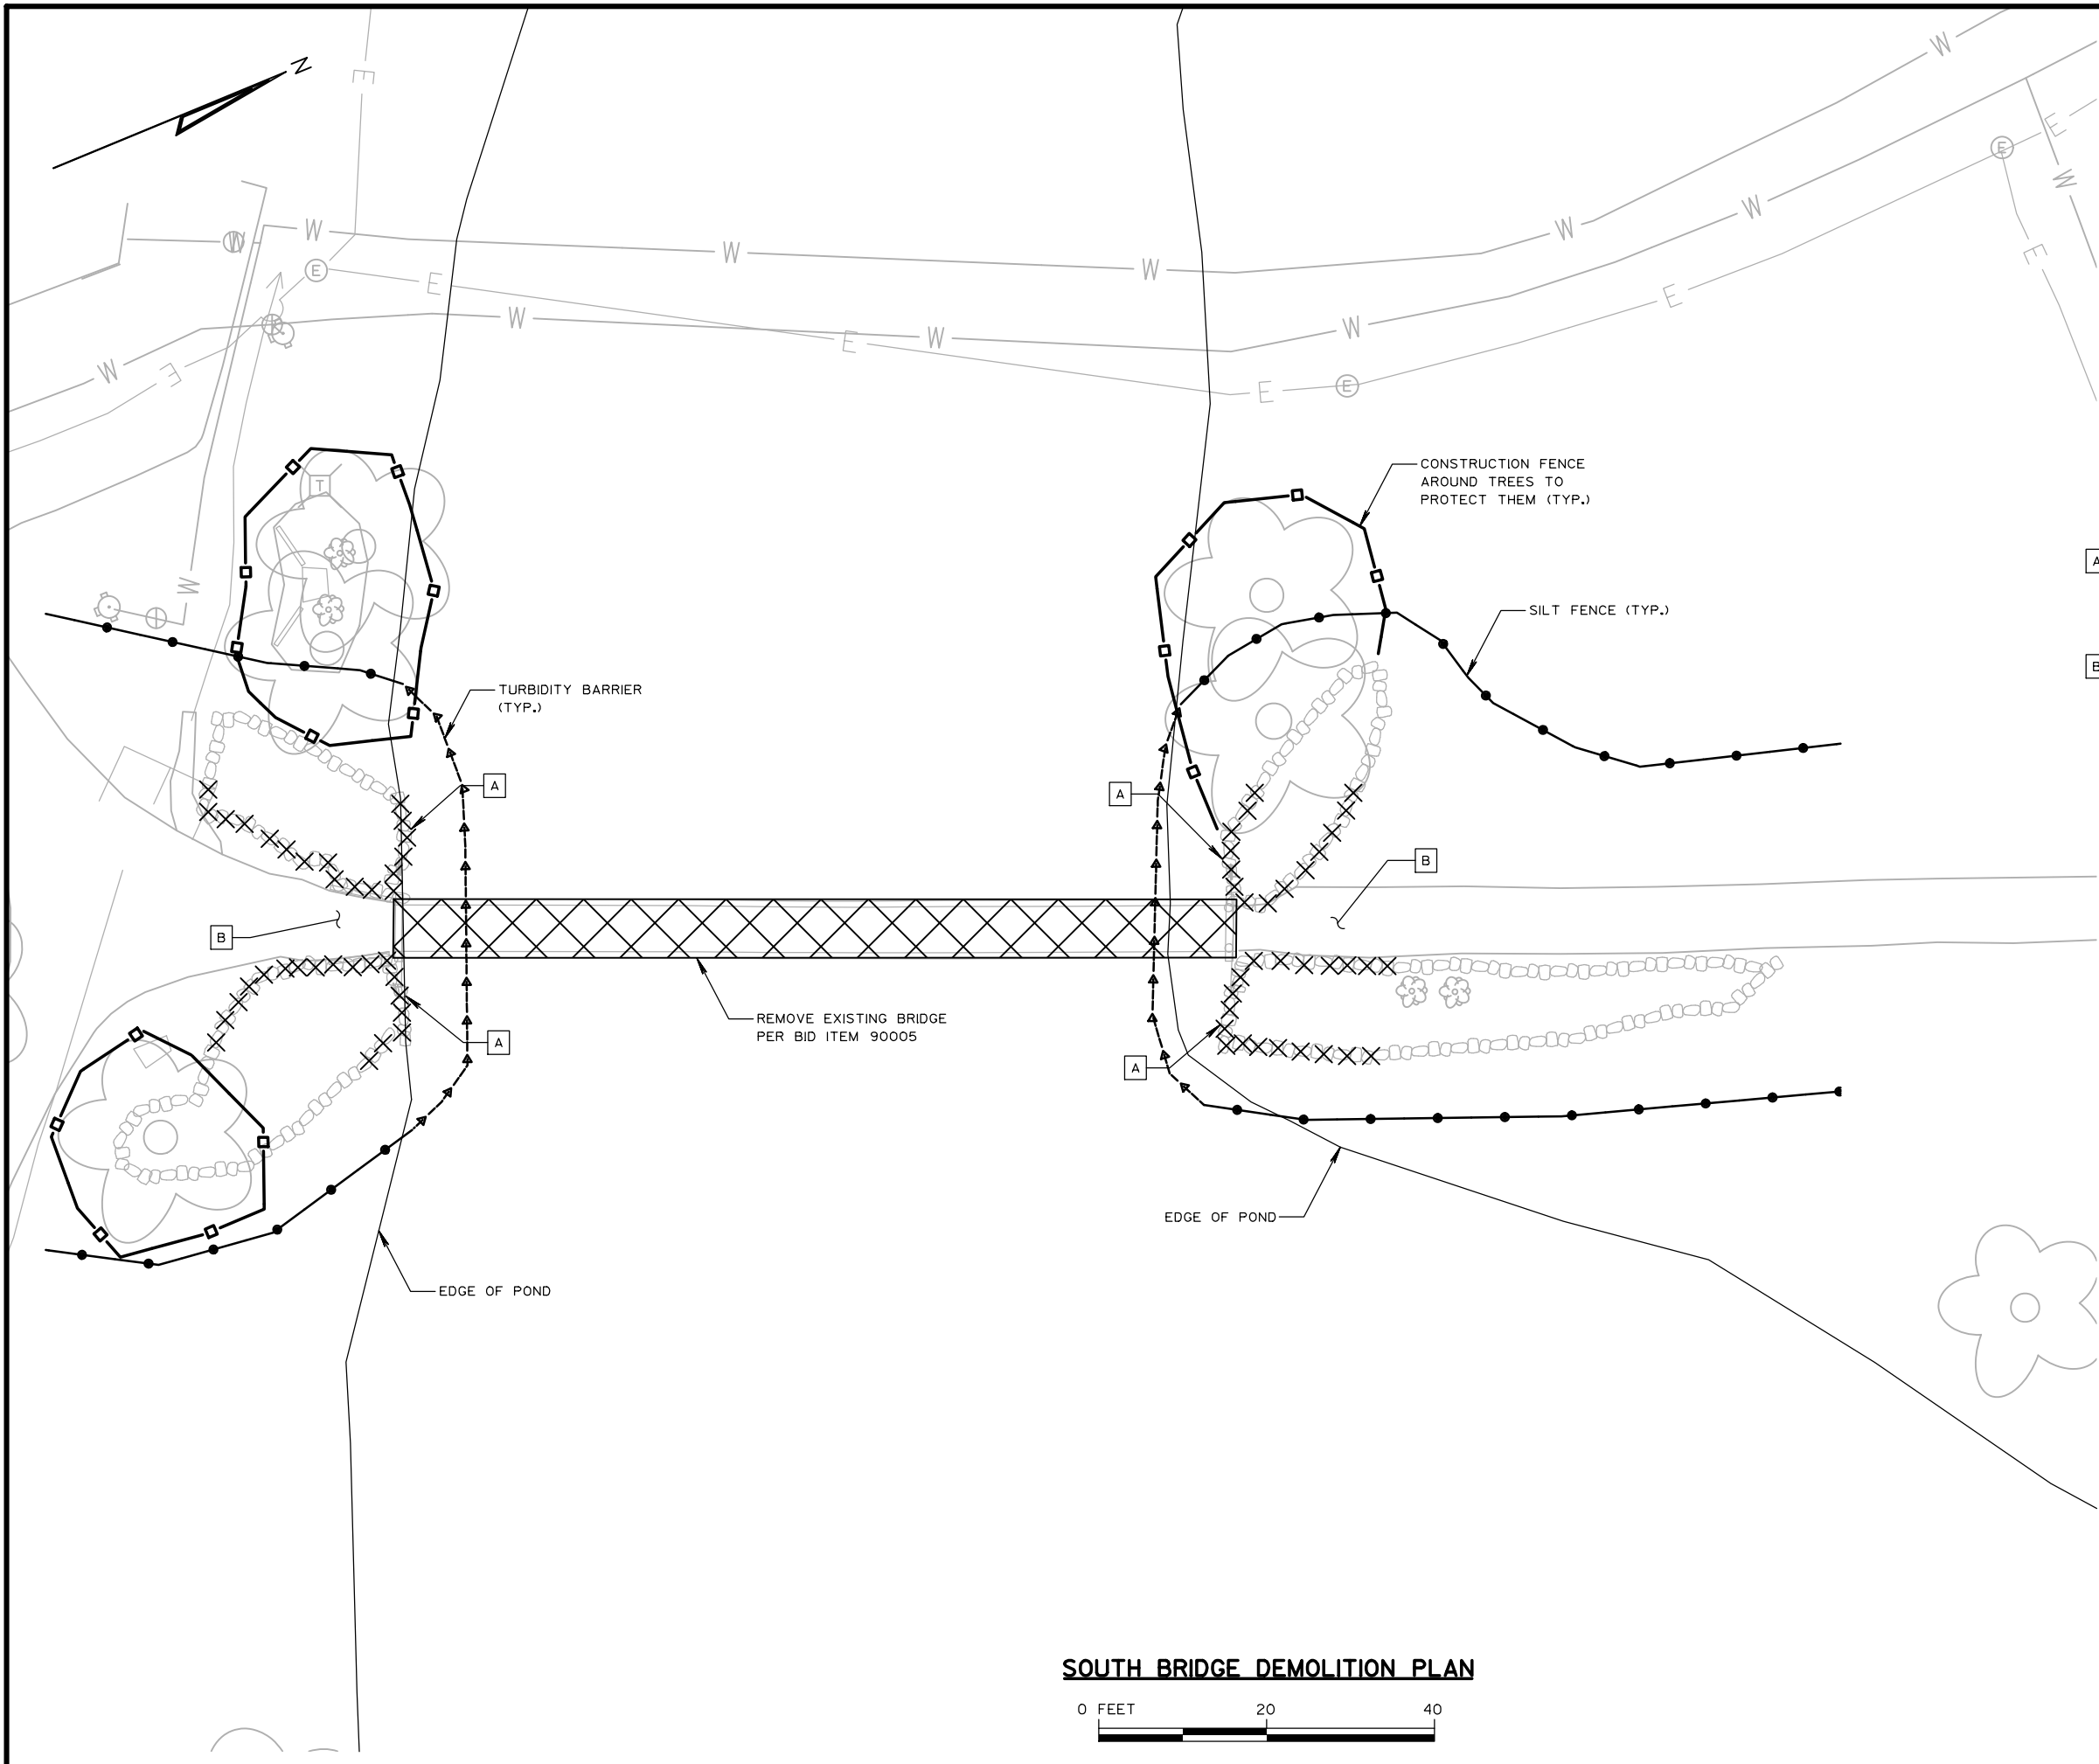 N
E
W
W
W
E
E
W
W
W
W
W
W
E
E
W
E
W
E
E
W
E
E
W
E
T
CONSTRUCTION FENCE
AROUND TREES TO
PROTECT THEM (TYP.)
A
W
SILT FENCE (TYP.)
B
TURBIDITY BARRIER
(TYP.)
A
A
B
B
REMOVE EXISTING BRIDGE
PER BID ITEM 90005
A
A
EDGE OF POND
EDGE OF POND
SOUTH BRIDGE DEMOLITION PLAN
0 FEET 20 40